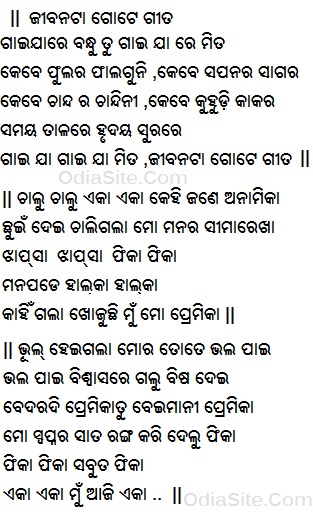 || ଜୀବନଟା ଗୋଟେ ଗୀତ
ଗାଇଯାରେ ବନ୍ଧୁ ତୁ ଗାଇ ଯା ରେ ମିତ
କେବେ ଫୁଲର ଫାଲଗୁନି ,କେବେ ସପନର ସାଗର
କେବେ ଚାନ୍ଦ ର ଚାନ୍ଦିନୀ ,କେବେ କୁହୁଡ଼ି କାକର
ସମୟ ତାଳରେ ହୃଦୟ ସୁରରେ
ଗାଇ ଯା ଗାଇ ଯା ମିତ ,ଜୀବନଟା ଗୋଟେ ଗୀତ ||
OdiaSite.Com
|| ଚାଲୁ ଚାଲୁ ଏକା ଏକା କେହି ଜଣେ ଅନାମିକା
ଛୁଇଁ ଦେଇ ଚାଲିଗଲା ମୋ ମନର ସୀମାରେଖା
ଝାପ୍‌ସା ଝାପ୍‌ସା ଫିକା ଫିକା
ମନପଡେ ହାଲ୍‌କା ହାଲ୍‌କା
କାହିଁ ଗଲା ଖୋଜୁଛି ମୁଁ ମୋ ପ୍ରେମିକା ||
|| ଭୂଲ୍ ହେଇଗଲା ମୋର ତୋତେ ଭଲ ପାଇ
ଭଲ ପାଇ ବିଶ୍ୱାସରେ ଗଲୁ ବିଷ ଦେଇ
ବେଦରଦି ପ୍ରେମିକାତୁ ବେଇମାନୀ ପ୍ରେମିକା
ମୋ ସ୍ୱପ୍ନର ସାତ ରଙ୍ଗ କରି ଦେଲୁ ଫିକା
ଫିକା ଫିକା ସବୁତ ଫିକା
ଏକା ଏକା ମୁଁ ଆଜି ଏକା .. ||
OdiaSite.Com